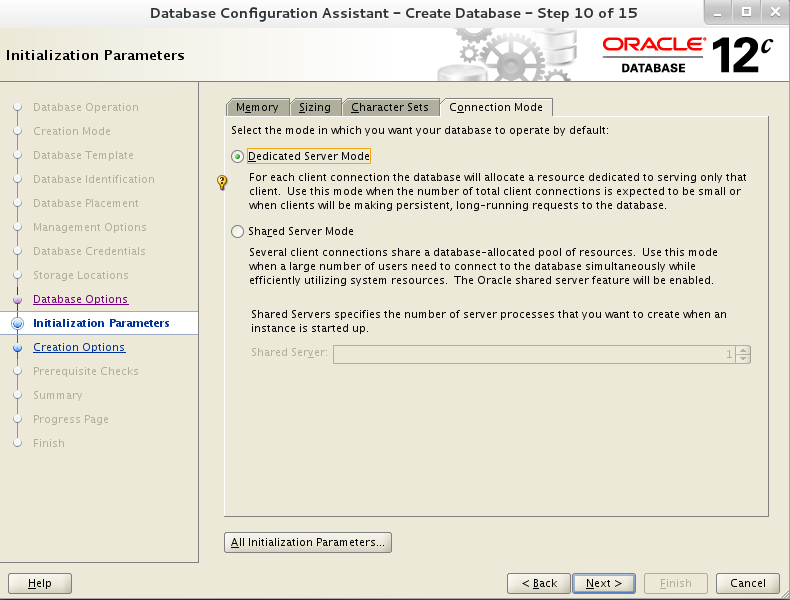 Database Configuration Assistant - Create Database - Step 10 of 15
Initialization Parameters
ORACLE®
DATABASE
12c
Database Operation
Creation Mode
Database Template
Database Identification
Database Placement
Management Options
Database Credentials
Storage Locations
Database Options
Initialization Parameters
Creation Options
Prerequisite Checks
Summary
Progress Page
Finish
Memory
Sizing
Character Sets
Connection Mode
Select the mode in which you want your database to operate by default:
Dedicated Server Mode
For each client connection the database will allocate a resource dedicated to serving only that
client. Use this mode when the number of total client connections is expected to be small or
when clients will be making persistent, long-running requests to the database.
Shared Server Mode
Several client connections share a database-allocated pool of resources. Use this mode
when a large number of users need to connect to the database simultaneously while
efficiently utilizing system resources. The Oracle shared server feature will be enabled.
Shared Servers specifies the number of server processes that you want to create when an
instance is started up.
Shared Server: 1
All Initialization Parameters...
Help
< Back
Next >
Finish
Cancel